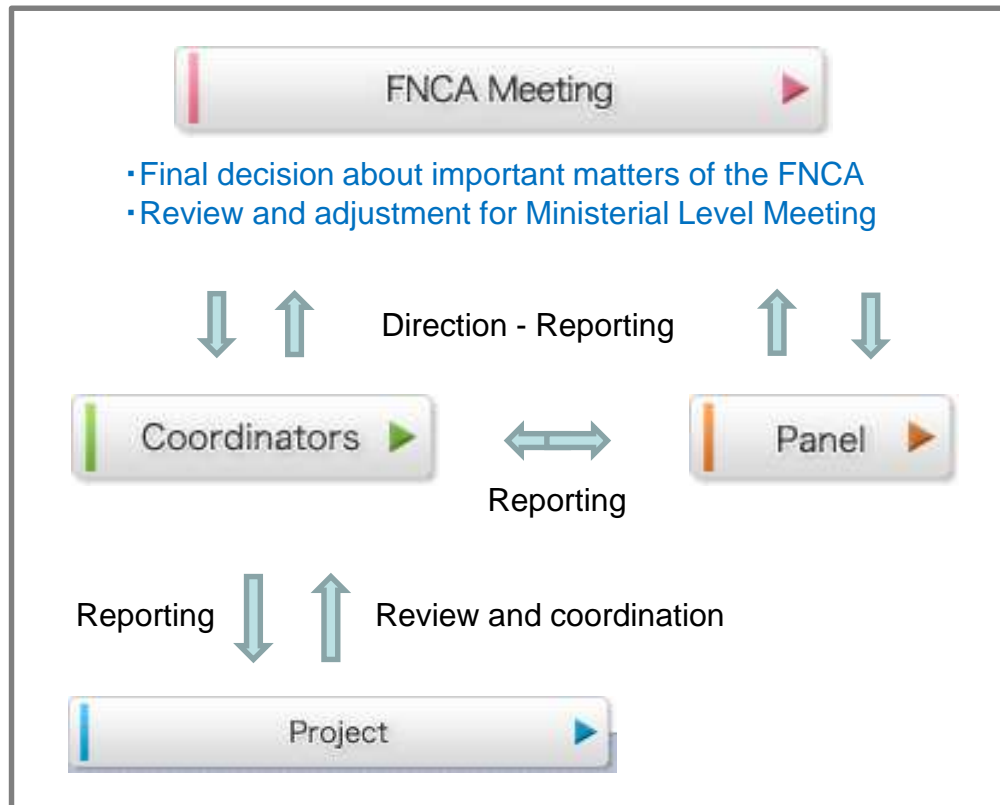 FNCA Meeting
・Final decision about important matters of the FNCA
・Review and adjustment for Ministerial Level Meeting
Direction - Reporting
Coordinators
Panel
Reporting
Reporting
Review and coordination
Project